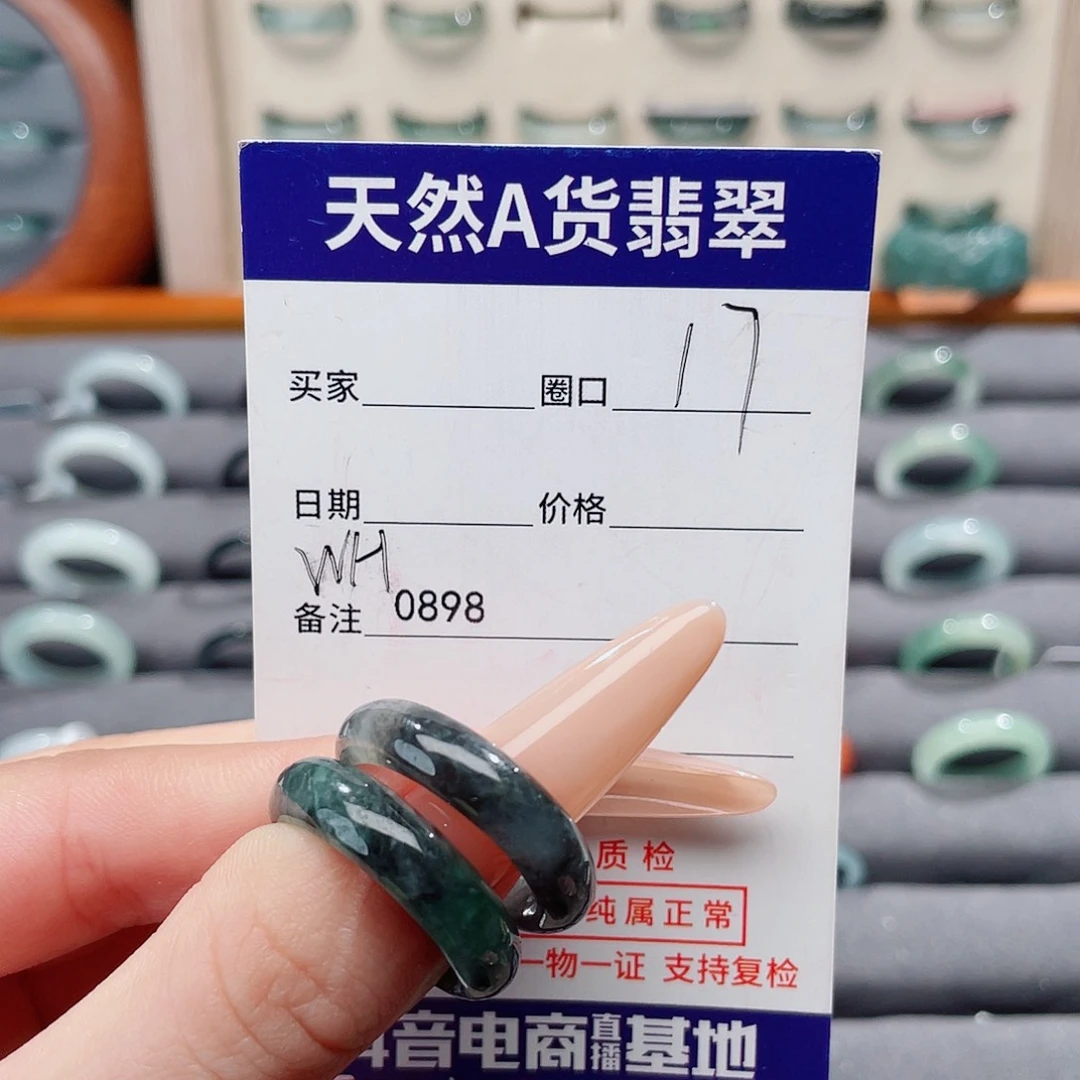 天然A货翡翠
买家 圈口 17
日期 价格
WH
备注 0898
质检
纯属正常
一物一证 支持复检
音电商直播基地